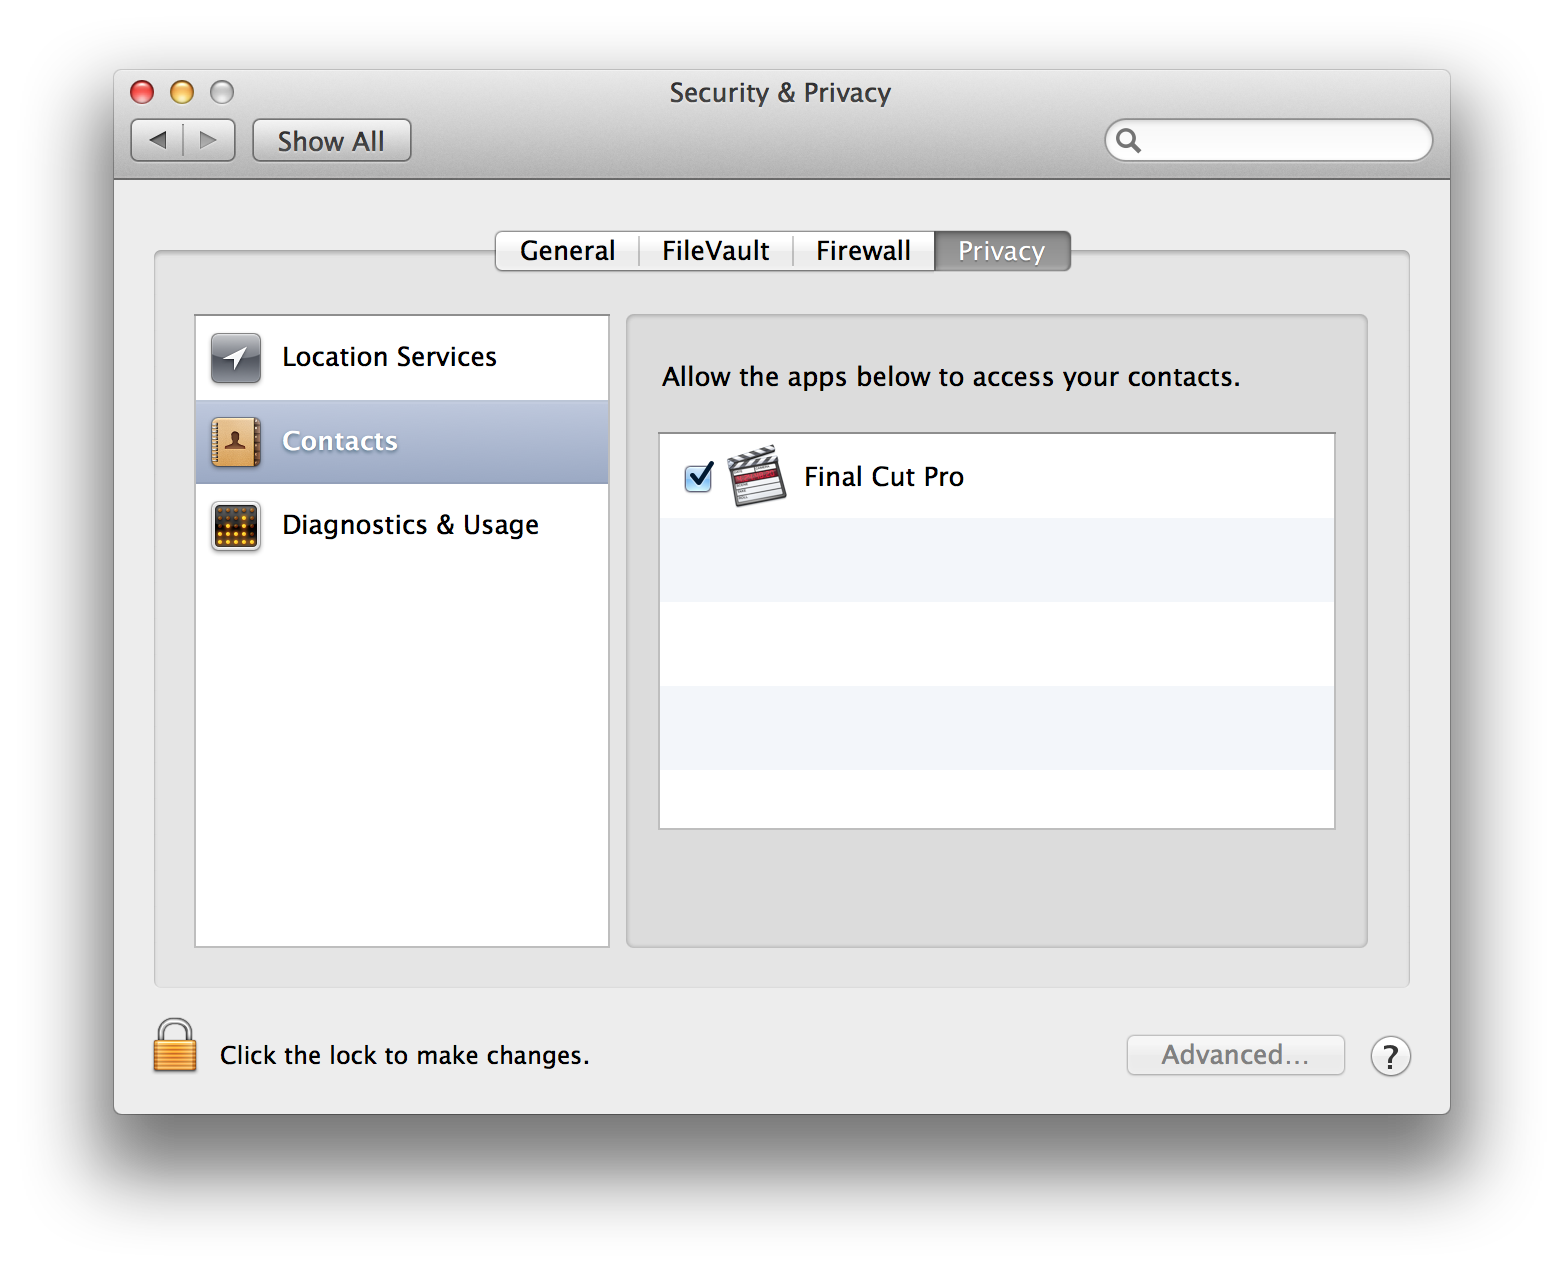 Security & Privacy
Show All
General
FileVault
Firewall
Privacy
Location Services
Contacts
Diagnostics & Usage
Allow the apps below to access your contacts.
Final Cut Pro
Click the lock to make changes.
Advanced...
?